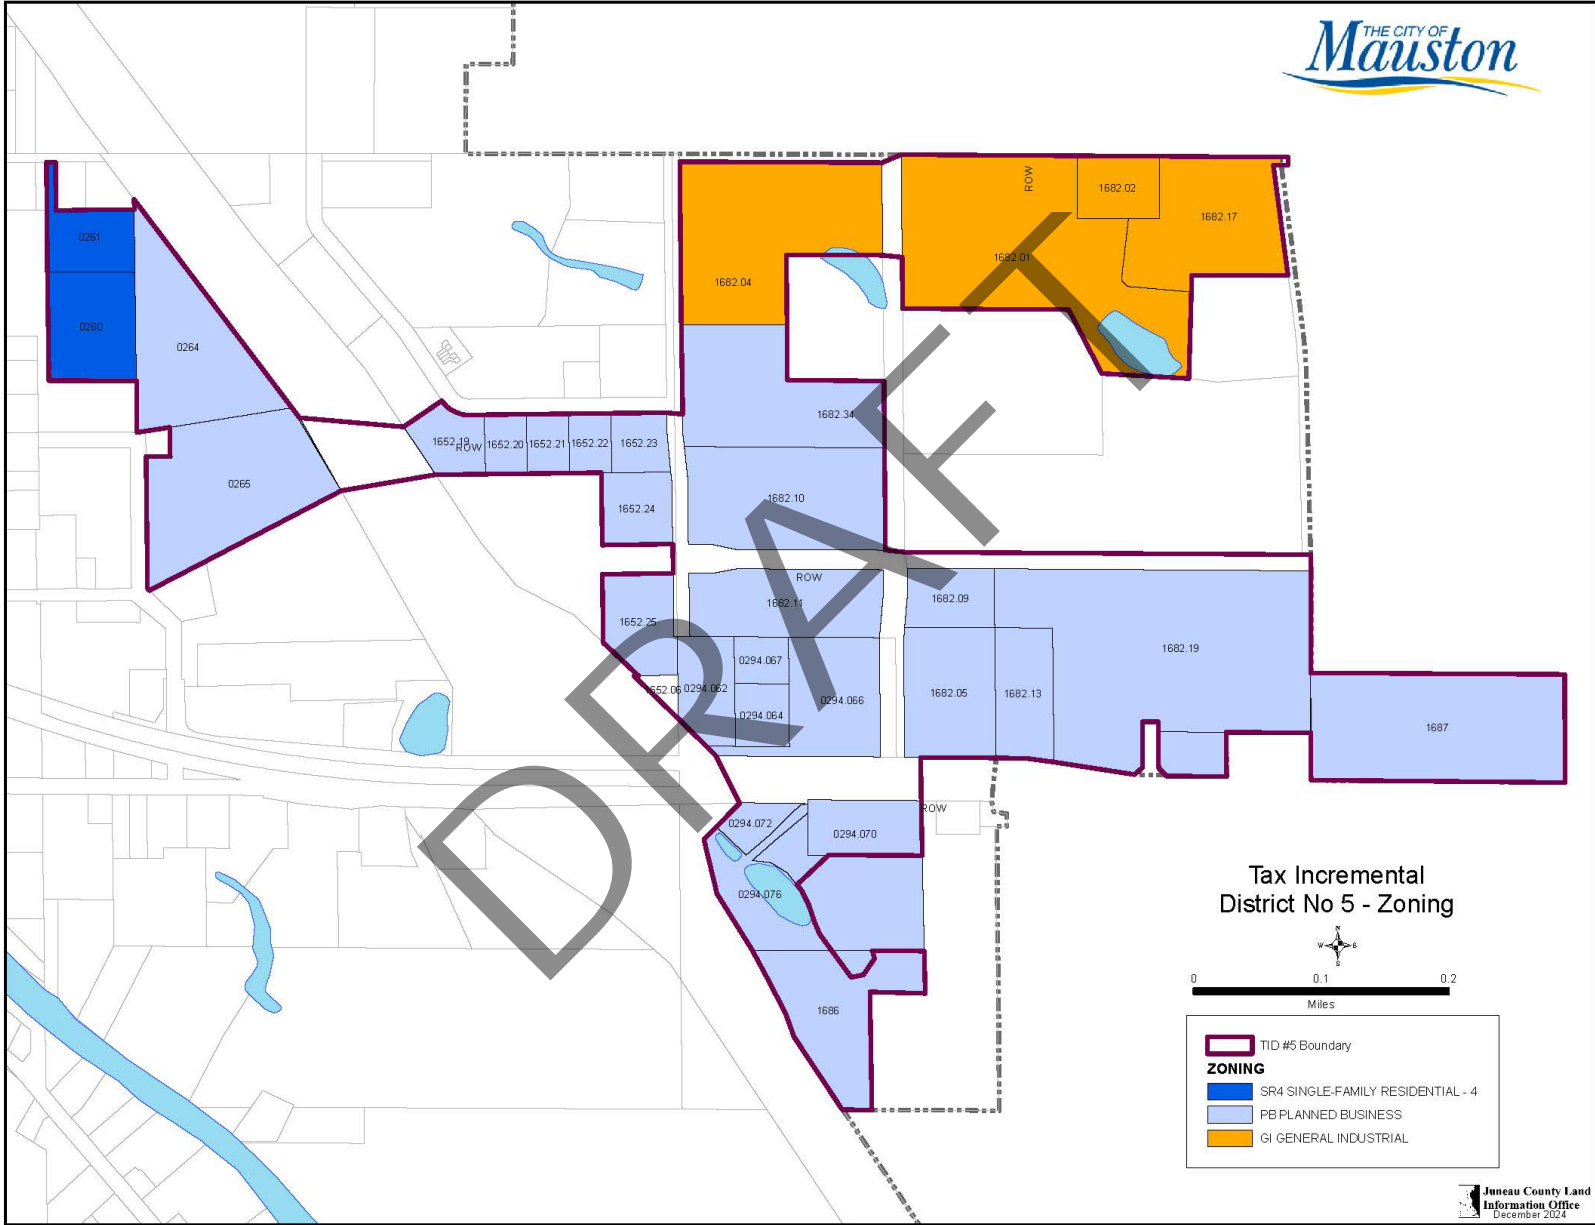 THE CITY OF
Mauston
ROW
1682.02
1682.17
0261
1682.01
1682.04
0260
0264
1682.34
1652.19
ROW
1652.20
1652.21
1652.22
1652.23
0265
1682.10
1652.24
ROW
1682.11
1682.09
1652.25
1682.19
0294.067
1652.06
0294.062
0294.066
1682.05
1682.13
0294.064
1687
ROW
0294.072
0294.070
0294.076
1686
DRAFT
Tax Incremental
District No 5 - Zoning
N
W
E
S
0 0.1 0.2
Miles
TID #5 Boundary
ZONING
SR4 SINGLE-FAMILY RESIDENTIAL - 4
PB PLANNED BUSINESS
GI GENERAL INDUSTRIAL
Juneau County Land
Information Office
December 2024